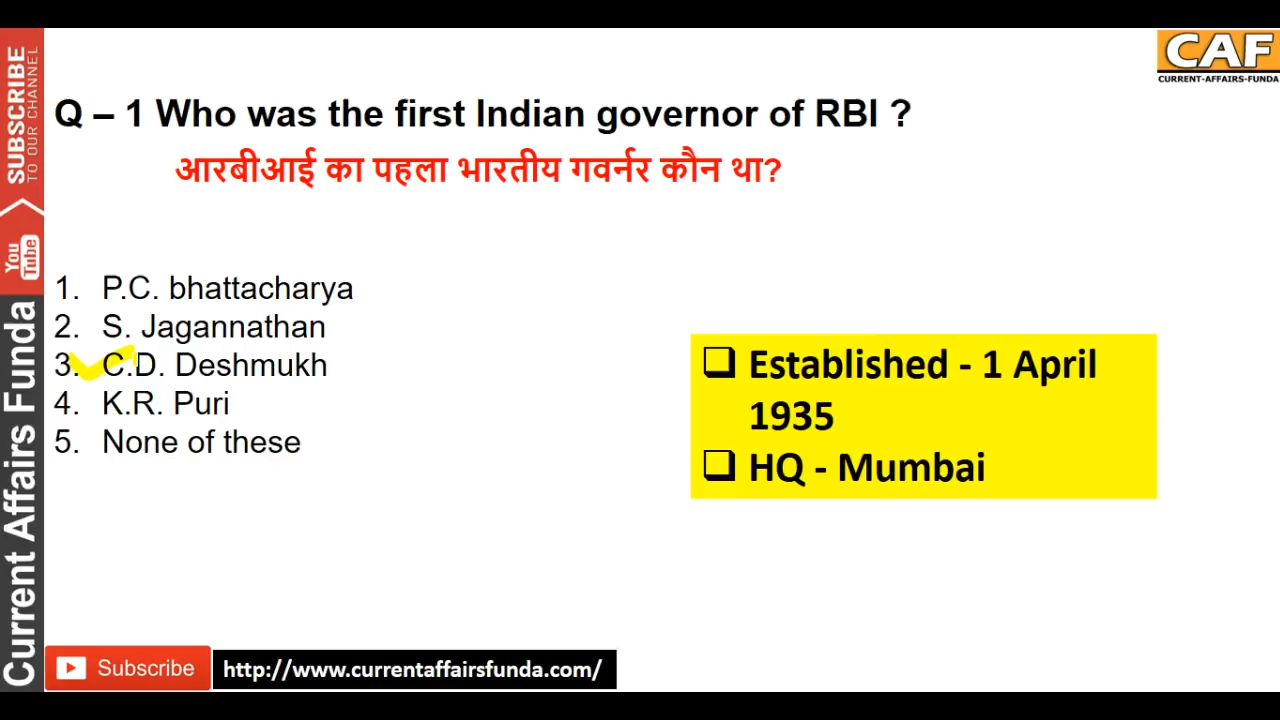 CAF
CURRENT-AFFAIRS-FUNDA
SUBSCRIBE
TO OUR CHANNEL
You
Tube
Current Affairs Funda
Q – 1 Who was the first Indian governor of RBI ?
आरबीआई का पहला भारतीय गवर्नर कौन था?
1. P.C. bhattacharya
2. S. Jagannathan
3. C.D. Deshmukh
4. K.R. Puri
5. None of these
❑ Established - 1 April
1935
❑ HQ - Mumbai
Subscribe
http://www.currentaffairsfunda.com/